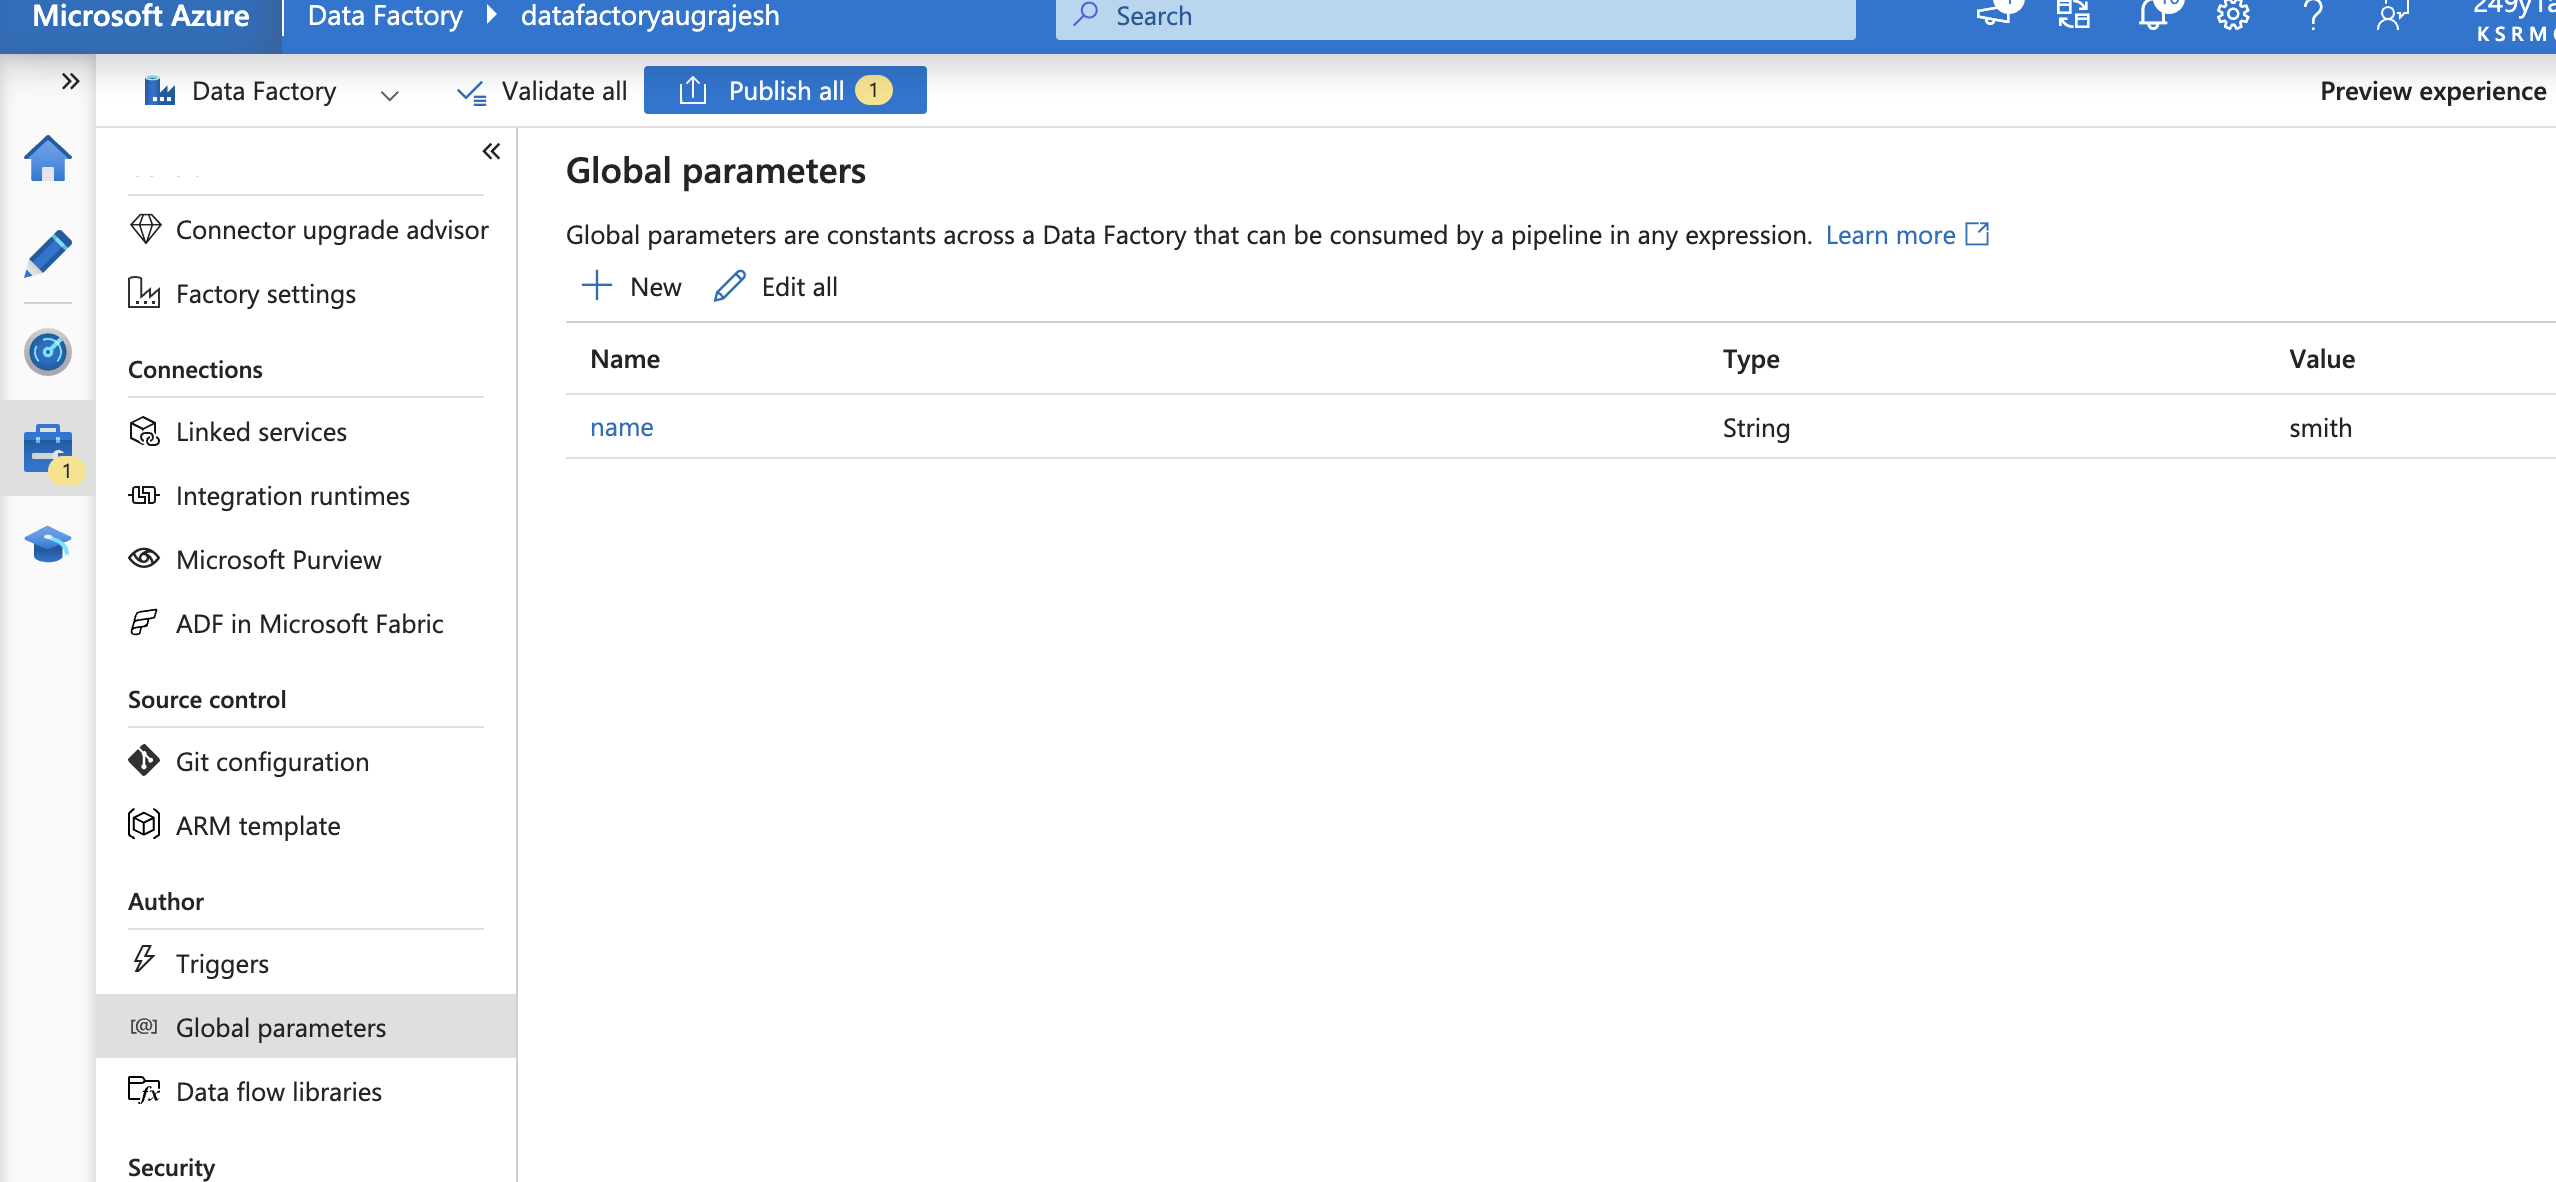 Microsoft Azure
Data Factory
datafactoryaugrajesh
Search
KSRM
Data Factory
Validate all
Publish all 1
Preview experience
Global parameters
Global parameters are constants across a Data Factory that can be consumed by a pipeline in any expression. Learn more
New
Edit all
Name Type Value
name String smith
Connector upgrade advisor
Factory settings
Connections
Linked services
Integration runtimes
Microsoft Purview
ADF in Microsoft Fabric
Source control
Git configuration
ARM template
Author
Triggers
[@] Global parameters
Data flow libraries
Security
1